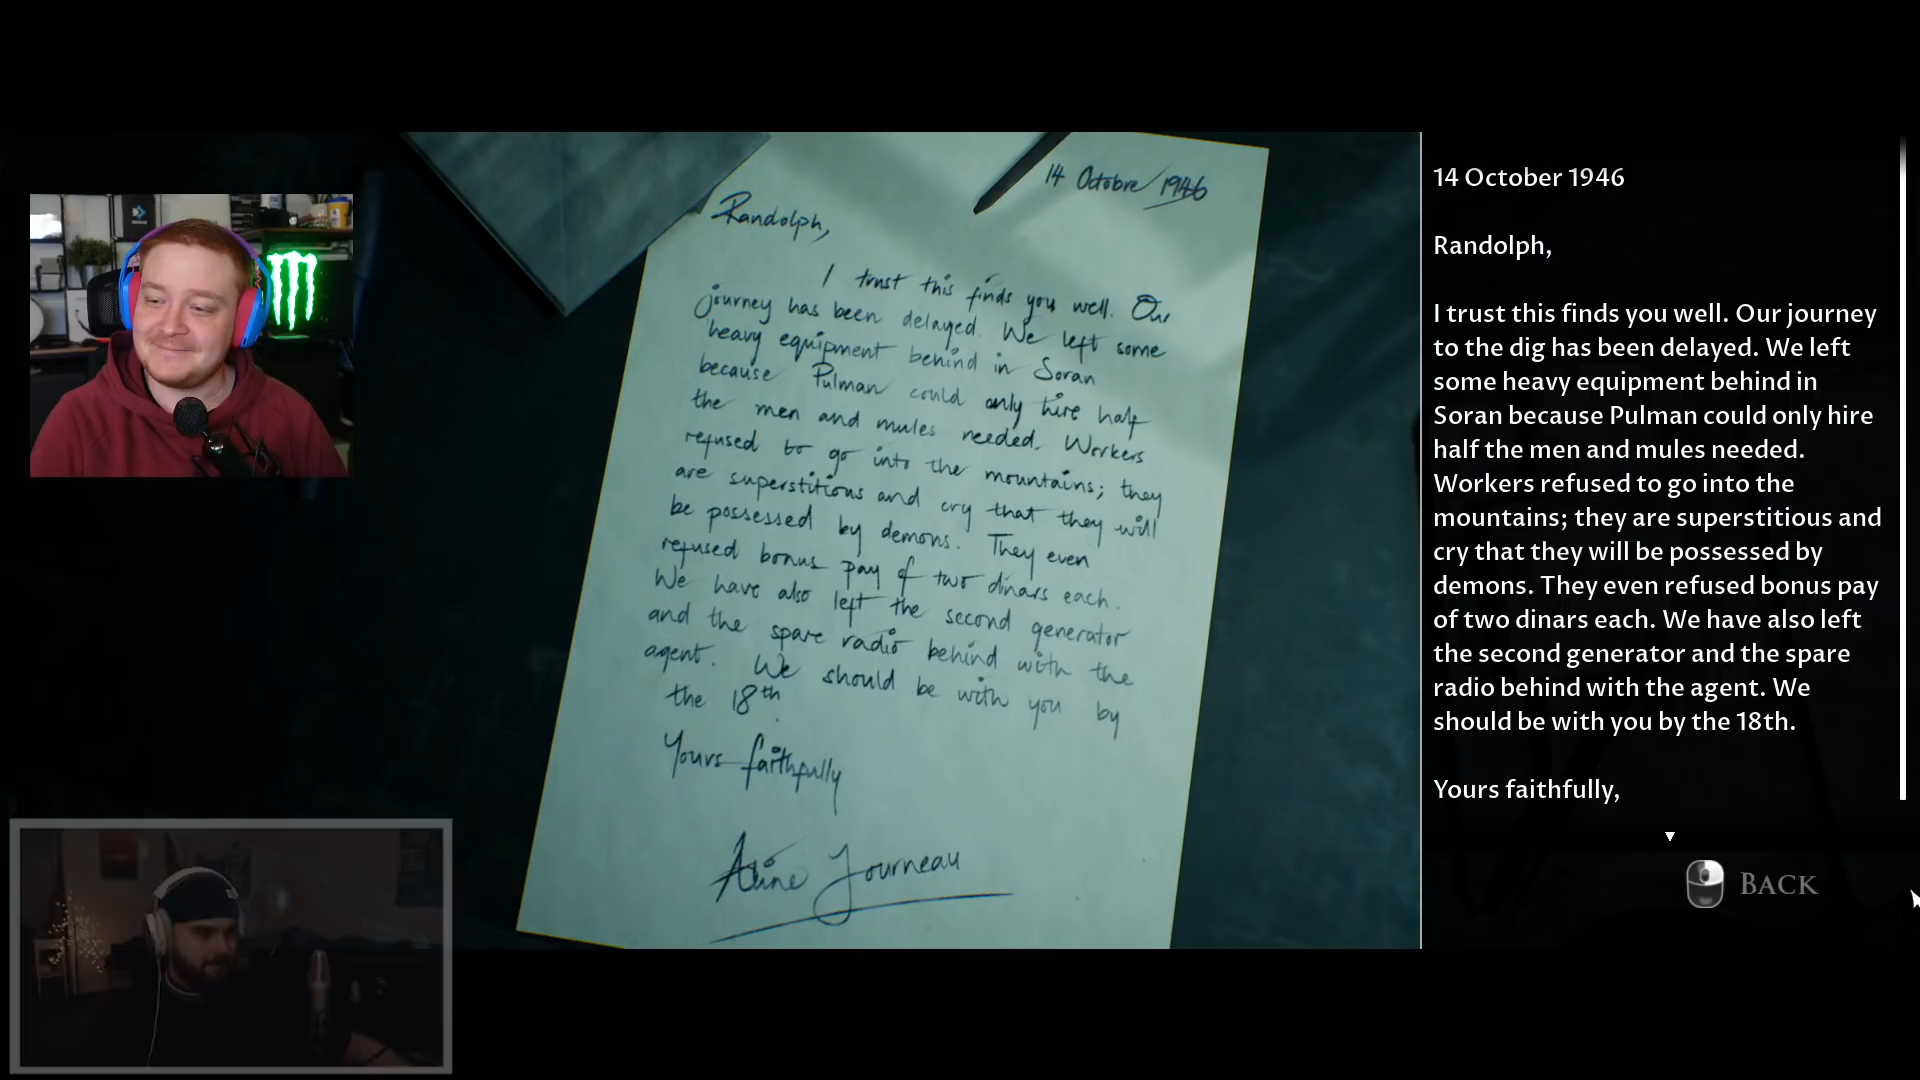 14 Octobre 1946
Randolph,
I trust this finds you well. Our
journey has been delayed. We left some
heavy equipment behind in Soran
because Pulman could only hire half
the men and mules needed. Workers
refused to go into the mountains; they
are superstitious and cry that they will
be possessed by demons. They even
refused bonus pay of two dinars each.
We have also left the second generator
and the spare radio behind with the
agent. We should be with you by
the 18th
Yours faithfully
Aline Journeau
14 October 1946
Randolph,
I trust this finds you well. Our journey
to the dig has been delayed. We left
some heavy equipment behind in
Soran because Pulman could only hire
half the men and mules needed.
Workers refused to go into the
mountains; they are superstitious and
cry that they will be possessed by
demons. They even refused bonus pay
of two dinars each. We have also left
the second generator and the spare
radio behind with the agent. We
should be with you by the 18th.
Yours faithfully,
BACK